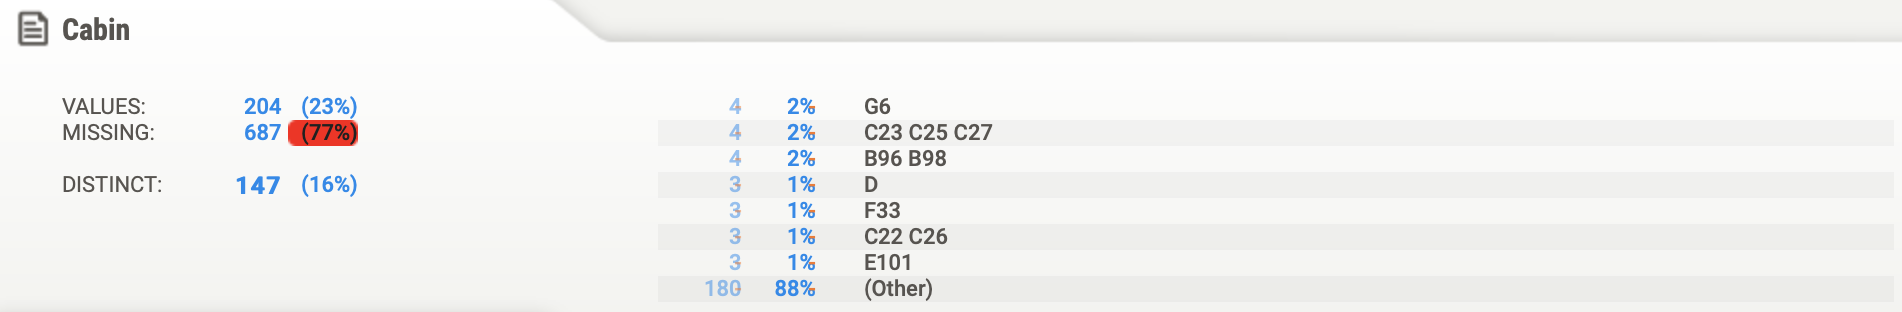 Cabin
VALUES: 204 (23%)
MISSING: 687 (77%)
DISTINCT: 147 (16%)
4 2% G6
4 2% C23 C25 C27
4 2% B96 B98
3 1% D
3 1% F33
3 1% C22 C26
3 1% E101
180 88% (Other)